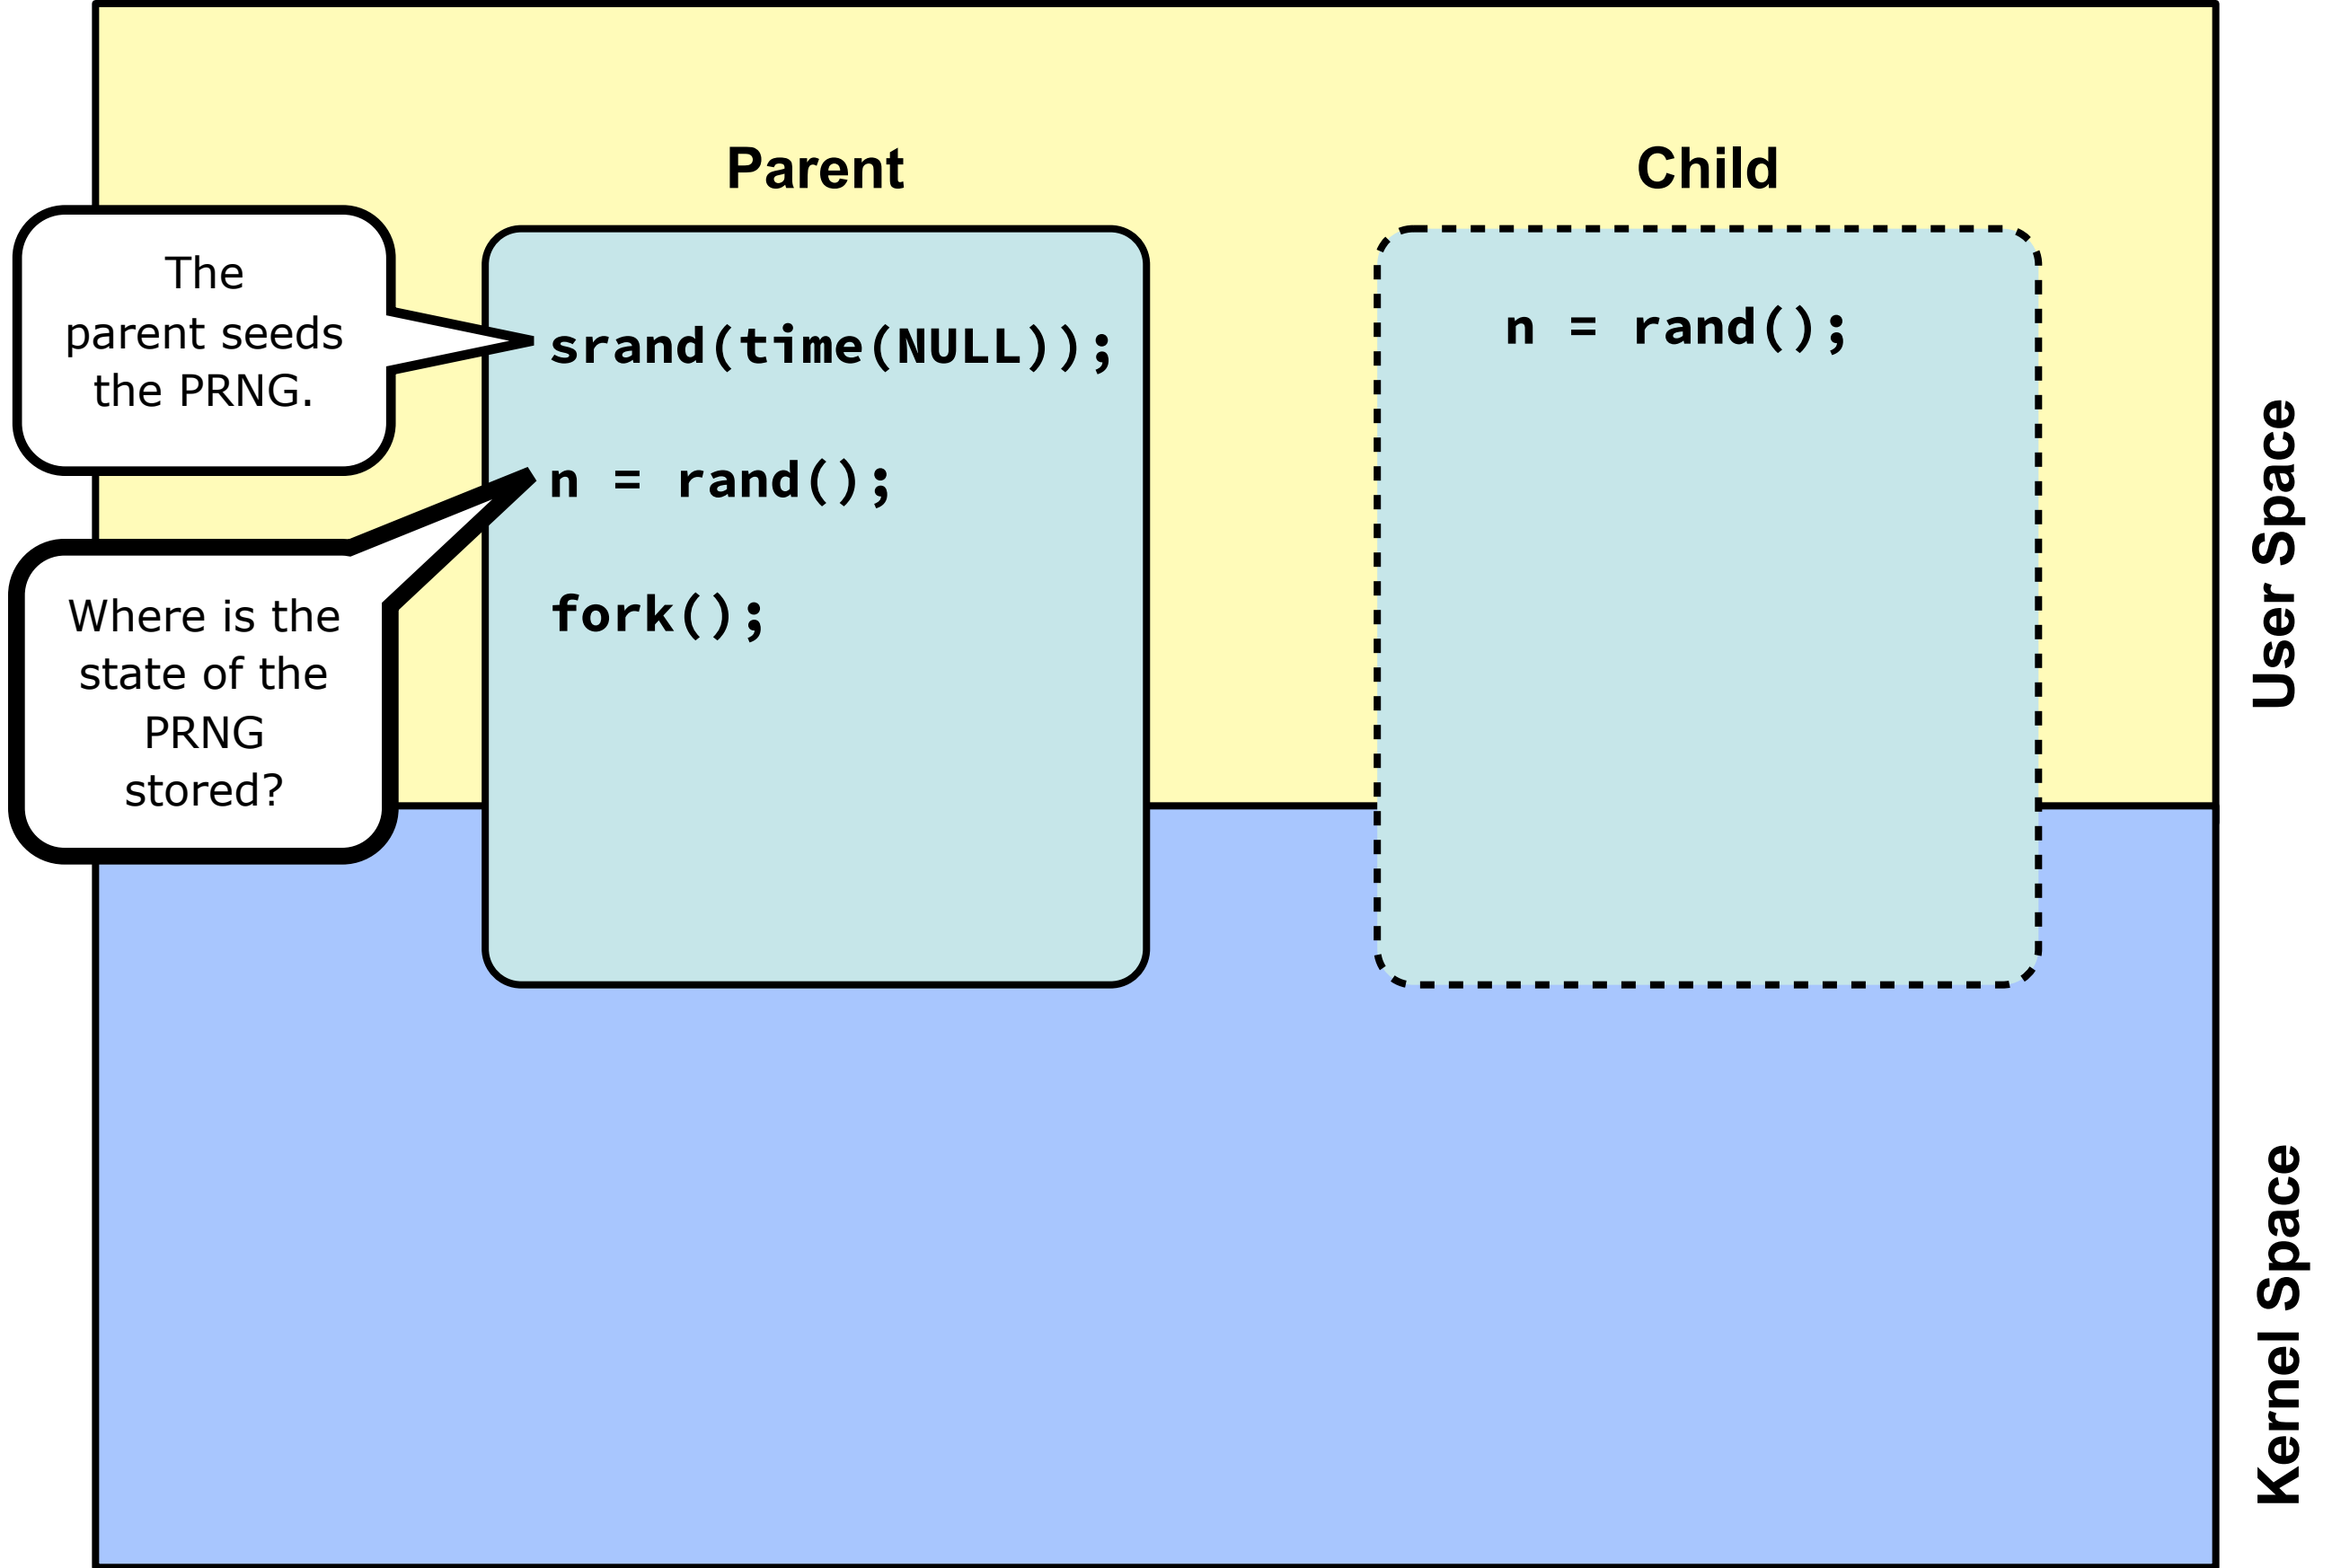 Parent
Child
The
parent seeds
the PRNG.
srand(time(NULL));
n = rand();
fork();
n = rand();
Where is the
state of the
PRNG
stored?
User Space
Kernel Space